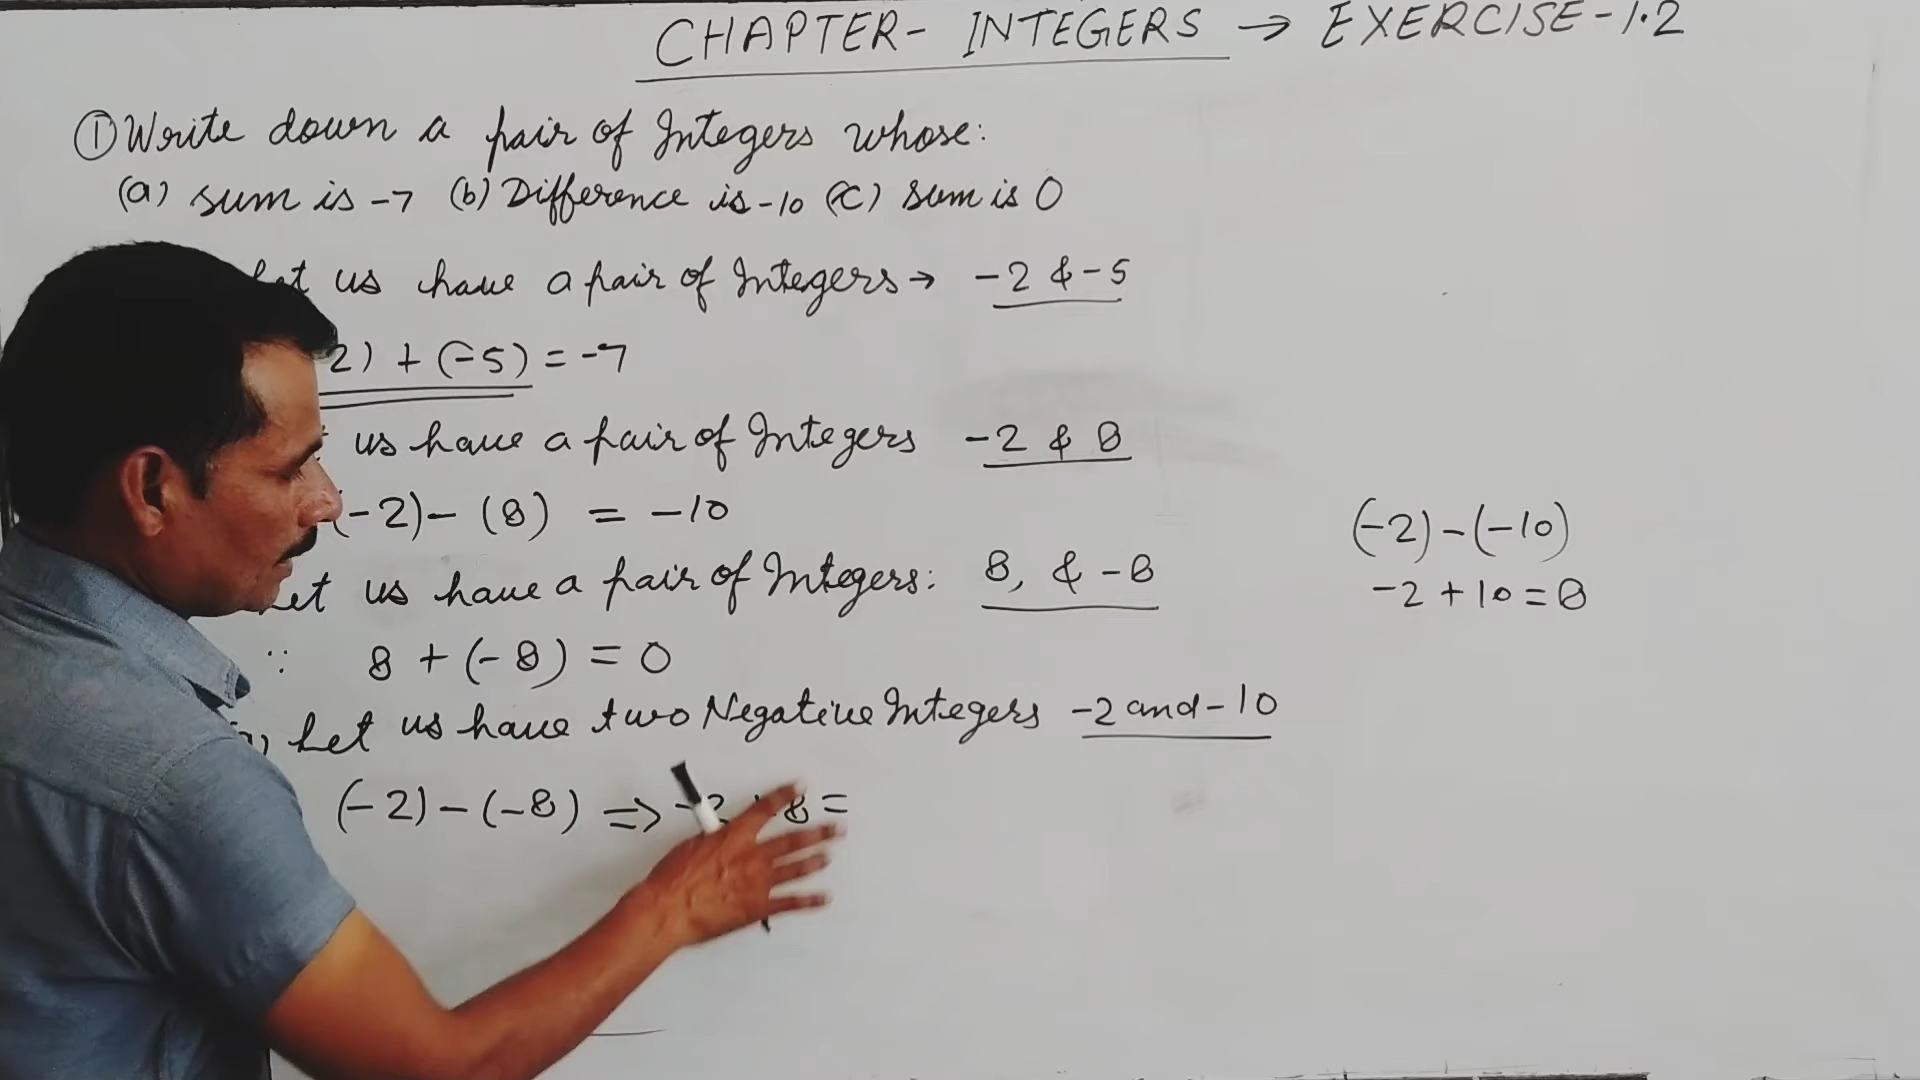 CHAPTER- INTEGERS → EXERCISE-1.2
① Write down a pair of Integers whose:
(a) sum is -7 (b) Difference is -10 (c) sum is 0
us have a pair of Integers → -2 & -5
2) + (-5) = -7
us have a pair of Integers -2 & 8
(-2) - (8) = -10
Let us have a pair of Integers: 8, & -8
∵ 8 + (-8) = 0
Let us have two Negative Integers -2 and -10
(-2) - (-8) ⇒ 8 =
(-2) - (-10)
-2 + 10 = 8